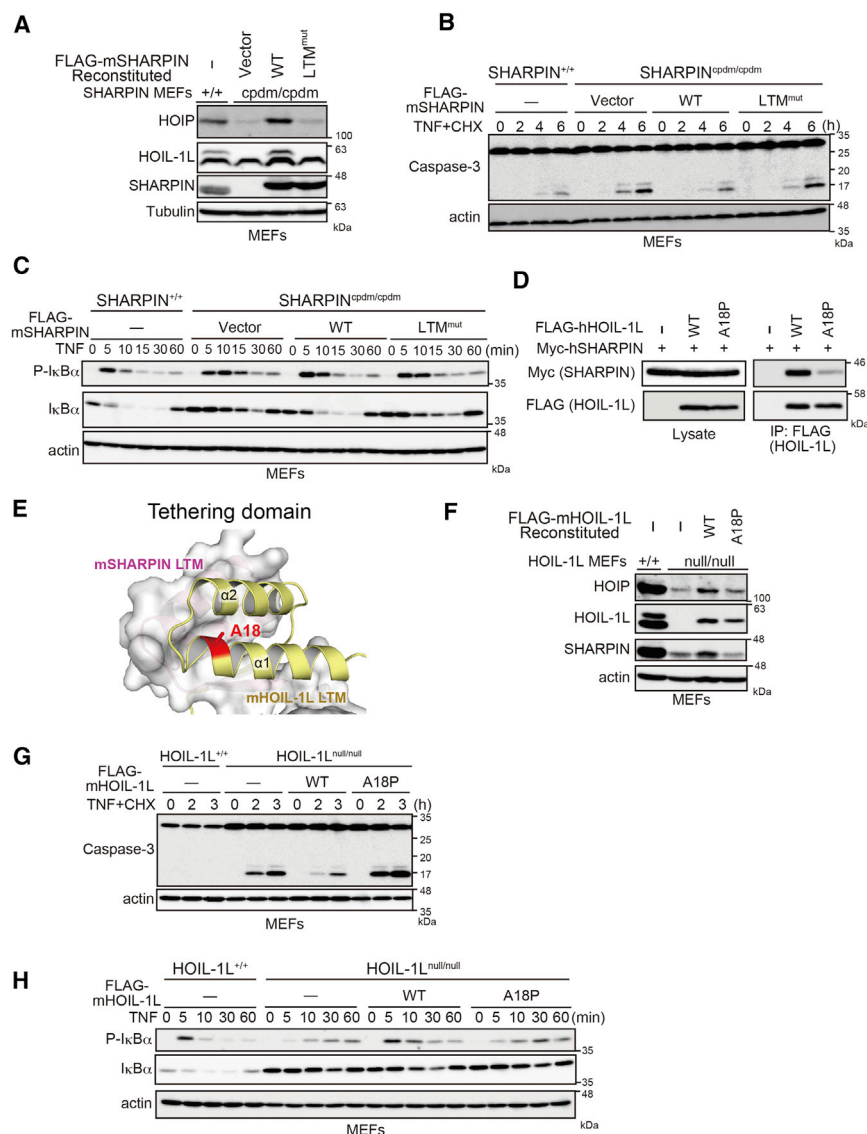 A
FLAG-mSHARPIN
Reconstituted
– Vector WT LTMmut
SHARPIN MEFs +/+ cpdm/cpdm
HOIP
100
HOIL-1L
63
SHARPIN
48
Tubulin
63
kDa
MEFs
B
SHARPIN+/+ SHARPINcpdm/cpdm
FLAG-
mSHARPIN — Vector WT LTMmut
TNF+CHX 0 2 4 6 0 2 4 6 0 2 4 6 0 2 4 6 (h)
35
25
Caspase-3
17
48
actin
35
kDa
MEFs
C
SHARPIN+/+ SHARPINcpdm/cpdm
FLAG-
mSHARPIN — Vector WT LTMmut
TNF 0 5 10 15 30 60 0 5 10 15 30 60 0 5 10 15 30 60 0 5 10 15 30 60 (min)
P-IκBα
35
IκBα
35
48
actin
kDa
MEFs
D
FLAG-hHOIL-1L – WT A18P – WT A18P
Myc-hSHARPIN + + + + + +
46
Myc (SHARPIN)
58
FLAG (HOIL-1L)
kDa
Lysate IP: FLAG
(HOIL-1L)
E
Tethering domain
mSHARPIN LTM
α2
A18
α1
mHOIL-1L LTM
F
FLAG-mHOIL-1L
Reconstituted
– – WT A18P
HOIL-1L MEFs +/+ null/null
HOIP
100
63
HOIL-1L
48
SHARPIN
48
actin
kDa
MEFs
G
HOIL-1L+/+ HOIL-1Lnull/null
FLAG-
mHOIL-1L — — WT A18P
TNF+CHX 0 2 3 0 2 3 0 2 3 0 2 3 (h)
35
25
Caspase-3
20
17
48
actin
35
kDa
MEFs
H
HOIL-1L+/+ HOIL-1Lnull/null
FLAG-
mHOIL-1L — — WT A18P
TNF 0 5 10 30 60 0 5 10 30 60 0 5 10 30 60 0 5 10 30 60 (min)
P-IκBα
35
IκBα
35
48
actin
kDa
MEFs